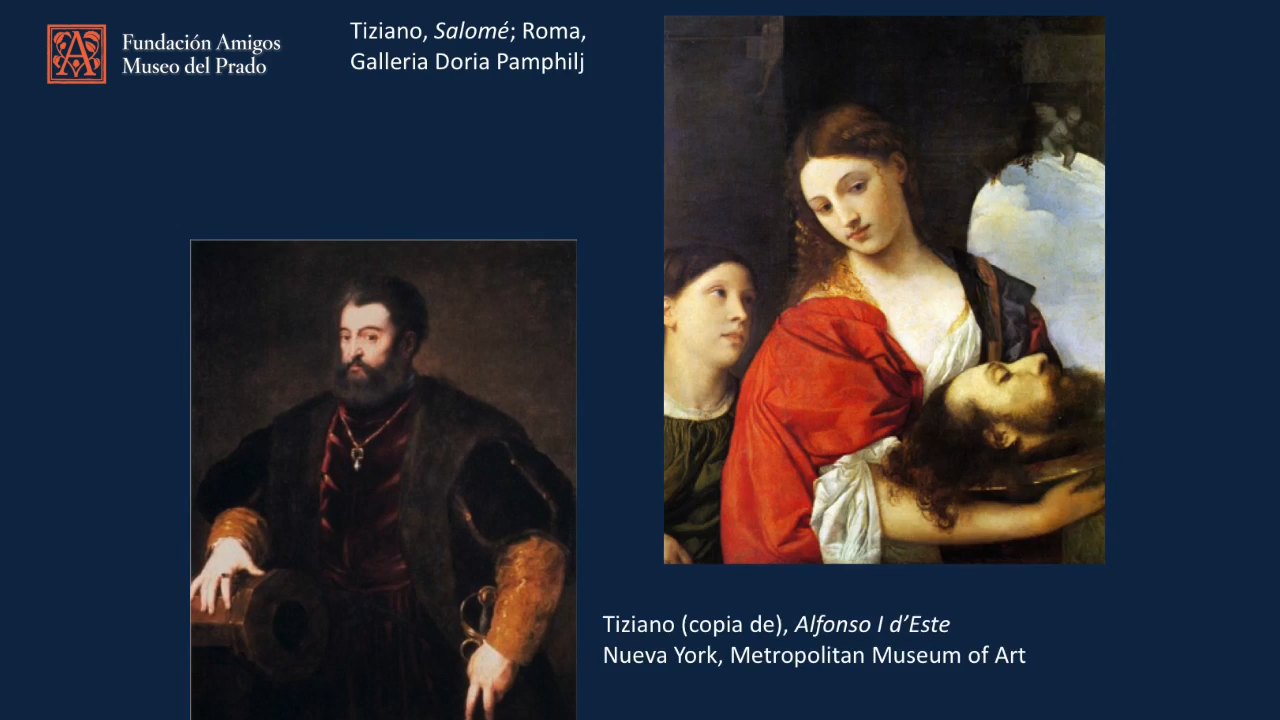 Fundación Amigos
Museo del Prado
Tiziano, Salomé; Roma,
Galleria Doria Pamphilj
Tiziano (copia de), Alfonso I d’Este
Nueva York, Metropolitan Museum of Art